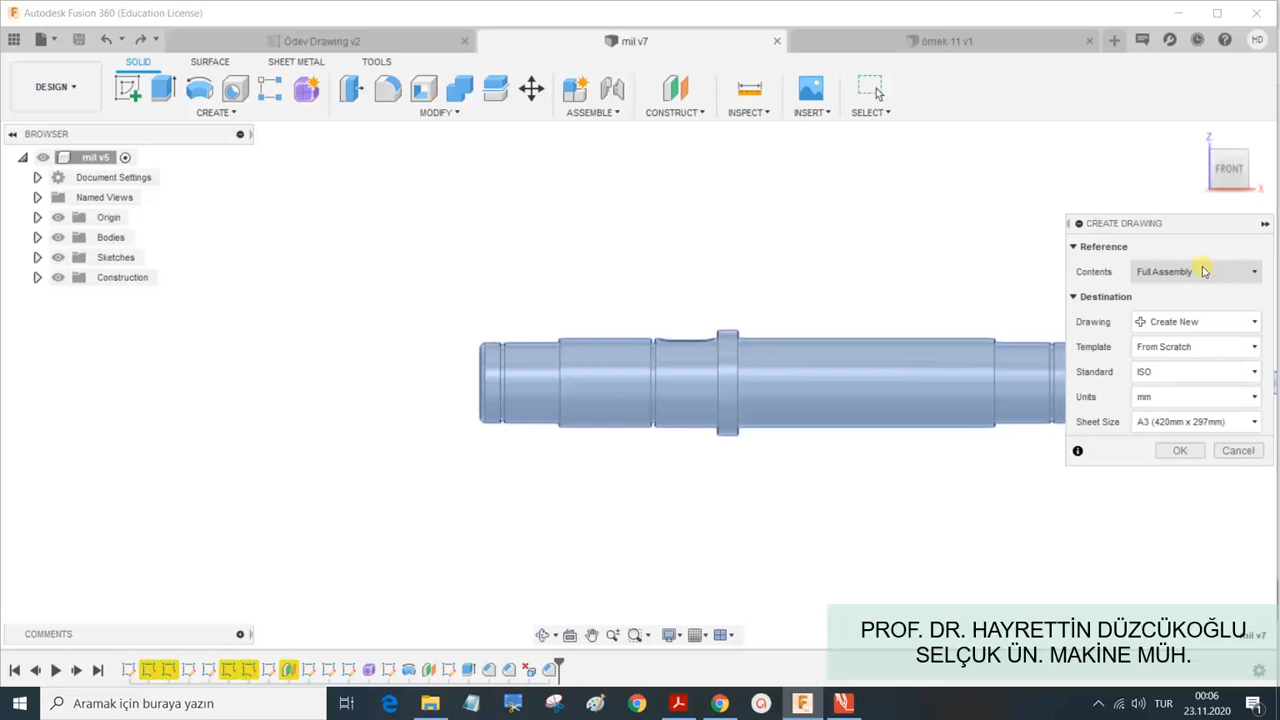 Autodesk Fusion 360 (Education License)
Ödev Drawing v2
mil v7
örnek 11 v1
HD
SOLID
SURFACE
SHEET METAL
TOOLS
DESIGN
CREATE
MODIFY
ASSEMBLE
CONSTRUCT
INSPECT
INSERT
SELECT
BROWSER
mil v5
Document Settings
Named Views
Origin
Bodies
Sketches
Construction
Z
FRONT
X
CREATE DRAWING
Reference
Contents Full Assembly
Destination
Drawing Create New
Template From Scratch
Standard ISO
Units mm
Sheet Size A3 (420mm x 297mm)
OK Cancel
COMMENTS
mil v7
PROF. DR. HAYRETTİN DÜZCÜKOĞLU
SELÇUK ÜN. MAKİNE MÜH.
Aramak için buraya yazın
TUR
00:06
23.11.2020
1